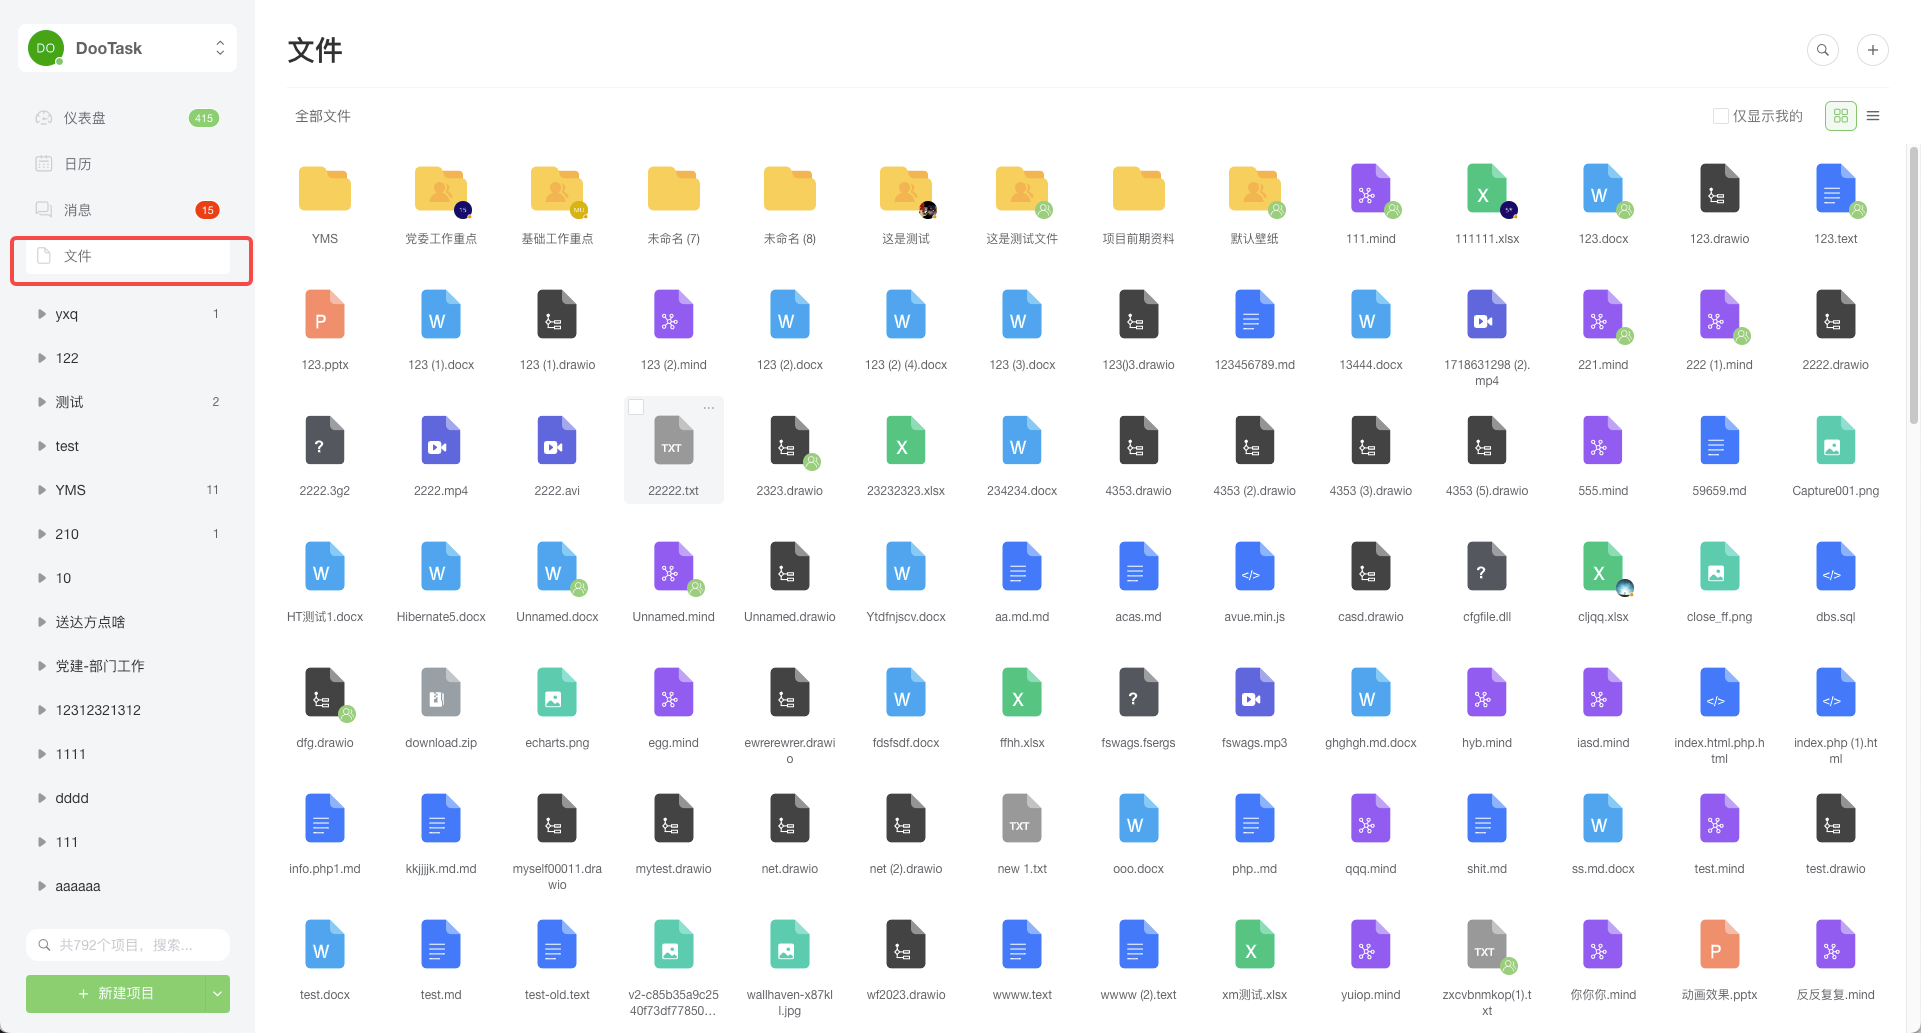 DO
DooTask
仪表盘
415
日历
消息
15
文件
yxq
1
122
测试
2
test
YMS
11
210
1
10
送达方点啥
党建-部门工作
12312321312
1111
dddd
111
aaaaaa
共792个项目，搜索...
+ 新建项目
文件
全部文件
仅显示我的
YMS
党委工作重点
基础工作重点
未命名 (7)
未命名 (8)
这是测试
这是测试文件
项目前期资料
默认壁纸
111.mind
X
111111.xlsx
W
123.docx
123.drawio
123.text
P
123.pptx
W
123 (1).docx
123 (1).drawio
123 (2).mind
W
123 (2).docx
W
123 (2) (4).docx
W
123 (3).docx
123()3.drawio
123456789.md
W
13444.docx
1718631298 (2).
mp4
221.mind
222 (1).mind
2222.drawio
?
2222.3g2
2222.mp4
2222.avi
...
TXT
22222.txt
2323.drawio
X
23232323.xlsx
W
234234.docx
4353.drawio
4353 (2).drawio
4353 (3).drawio
4353 (5).drawio
555.mind
59659.md
Capture001.png
W
HT测试1.docx
W
Hibernate5.docx
W
Unnamed.docx
Unnamed.mind
Unnamed.drawio
W
Ytdfnjscv.docx
aa.md.md
acas.md
</>
avue.min.js
casd.drawio
?
cfgfile.dll
X
cljqq.xlsx
close_ff.png
</>
dbs.sql
dfg.drawio
download.zip
echarts.png
egg.mind
ewrerewrer.drawi
o
W
fdsfsdf.docx
X
ffhh.xlsx
?
fswags.fsergs
fswags.mp3
W
ghghgh.md.docx
hyb.mind
iasd.mind
</>
index.html.php.h
tml
</>
index.php (1).ht
ml
info.php1.md
kkjjjjk.md.md
myself00011.dra
wio
mytest.drawio
net.drawio
net (2).drawio
TXT
new 1.txt
W
ooo.docx
php..md
qqq.mind
shit.md
W
ss.md.docx
test.mind
test.drawio
W
test.docx
test.md
test-old.text
v2-c85b35a9c25
40f73df77850...
wallhaven-x87kl
l.jpg
wf2023.drawio
wwww.text
wwww (2).text
X
xm测试.xlsx
yuiop.mind
TXT
zxcvbnmkop(1).t
xt
你你你.mind
P
动画效果.pptx
反反复复.mind